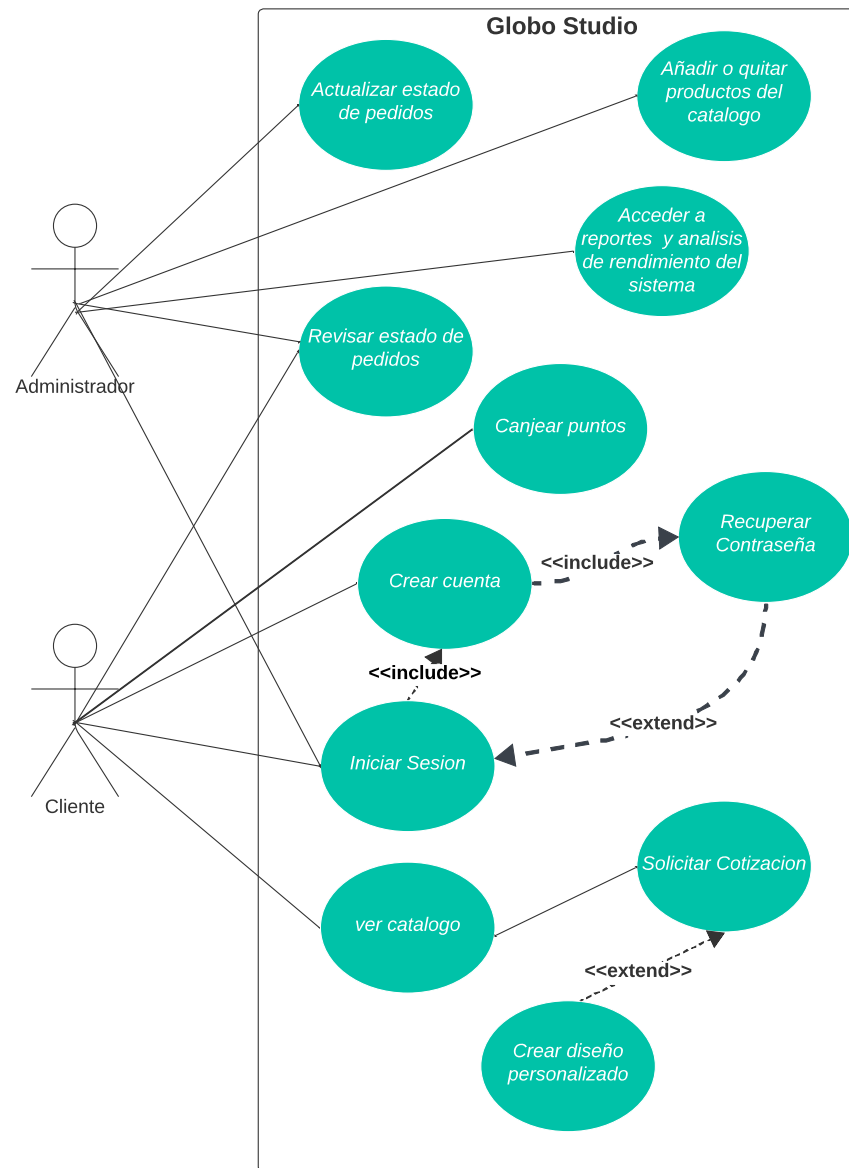 Globo Studio
Actualizar estado
de pedidos
Añadir o quitar
productos del
catalogo
Acceder a
reportes y analisis
de rendimiento del
sistema
Revisar estado de
pedidos
Administrador
Canjear puntos
Recuperar
Contraseña
<<include>>
Crear cuenta
<<include>>
<<extend>>
Iniciar Sesion
Cliente
Solicitar Cotizacion
ver catalogo
<<extend>>
Crear diseño
personalizado